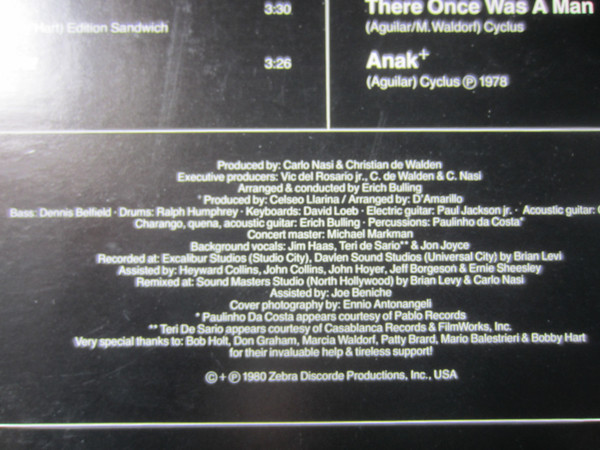 3:30
There Once Was A Man
Hart) Edition Sandwich
(Aguilar/M. Waldorf) Cyclus
3:26
Anak+
(Aguilar) Cyclus Ⓟ 1978
Produced by: Carlo Nasi & Christian de Walden
Executive producers: Vic del Rosario jr., C. de Walden & C. Nasi
Arranged & conducted by Erich Bulling
+Produced by: Celseo Llarina / Arranged by: D'Amarillo
Bass: Dennis Belfield · Drums: Ralph Humphrey · Keyboards: David Loeb · Electric guitar: Paul Jackson jr. · Acoustic guitar:
Charango, quena, acoustic guitar: Erich Bulling · Percussions: Paulinho da Costa*
Concert master: Michael Markman
Background vocals: Jim Haas, Teri de Sario** & Jon Joyce
Recorded at: Excalibur Studios (Studio City), Davlen Sound Studios (Universal City) by Brian Levi
Assisted by: Heyward Collins, John Collins, John Hoyer, Jeff Borgeson & Ernie Sheesley
Remixed at: Sound Masters Studio (North Hollywood) by Brian Levy & Carlo Nasi
Assisted by: Joe Beniche
Cover photography by: Ennio Antonangeli
* Paulinho Da Costa appears courtesy of Pablo Records
** Teri De Sario appears courtesy of Casablanca Records & FilmWorks, Inc.
Very special thanks to: Bob Holt, Don Graham, Marcia Waldorf, Patty Brard, Mario Balestrieri & Bobby Hart
for their invaluable help & tireless support!
© + Ⓟ 1980 Zebra Discorde Productions, Inc., USA